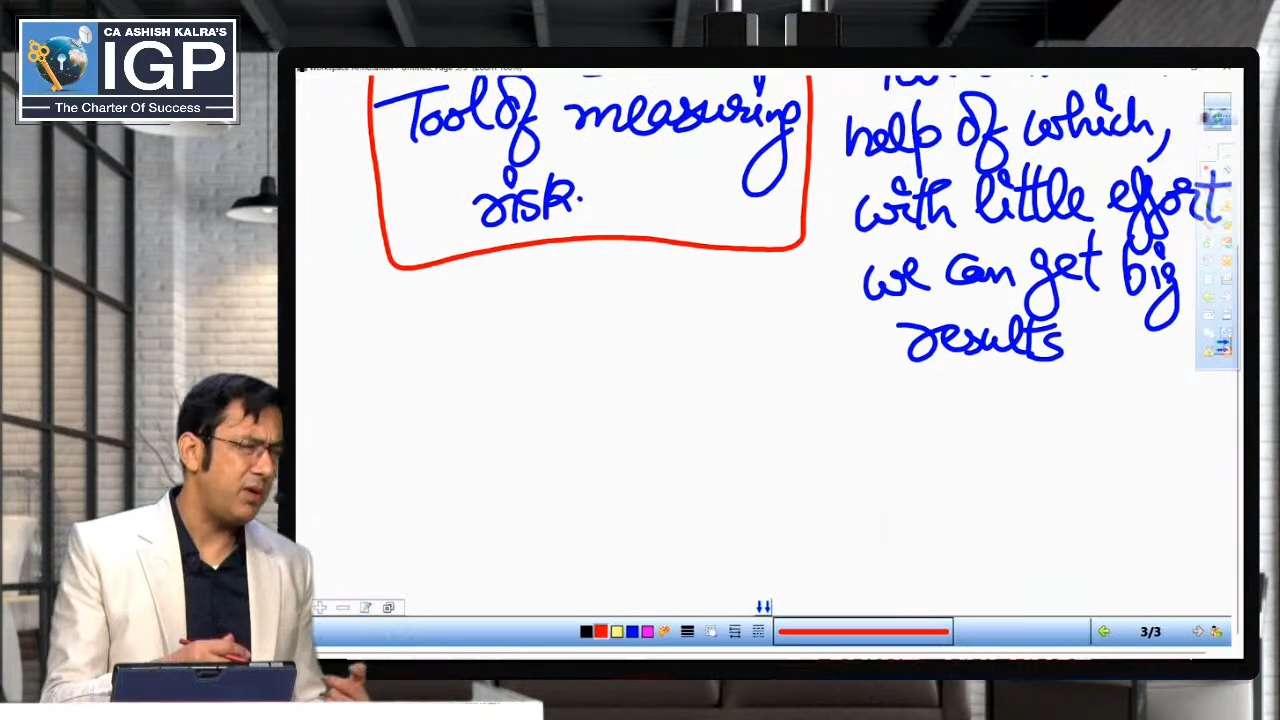 CA ASHISH KALRA'S
IGP
The Charter Of Success
Tool of measuring
risk.
help of which,
with little effort
we can get big
results
3/3